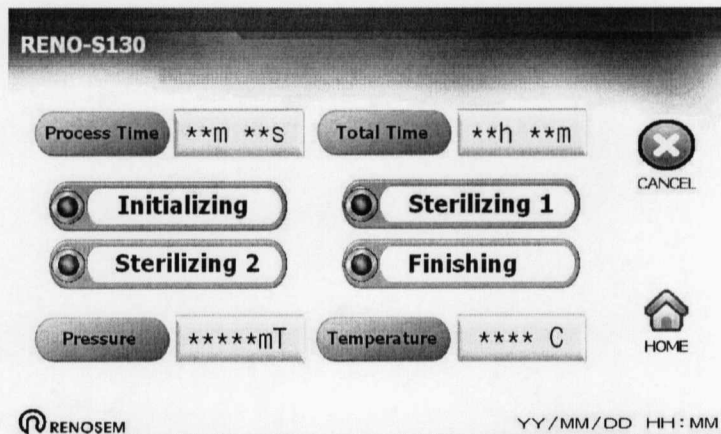 RENO-S130
Process Time **m **s Total Time **h **m
CANCEL
Initializing Sterilizing 1
Sterilizing 2 Finishing
Pressure *****mT Temperature **** C
HOME
RENOSEM YY/MM/DD HH:MM